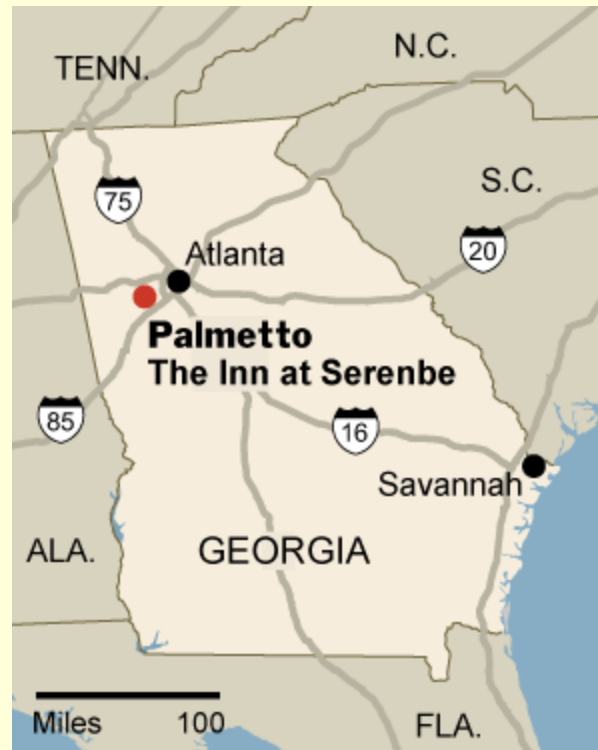 TENN.
N.C.
75
S.C.
20
Atlanta
Palmetto
The Inn at Serenbe
85
16
Savannah
ALA.
GEORGIA
Miles 100
FLA.